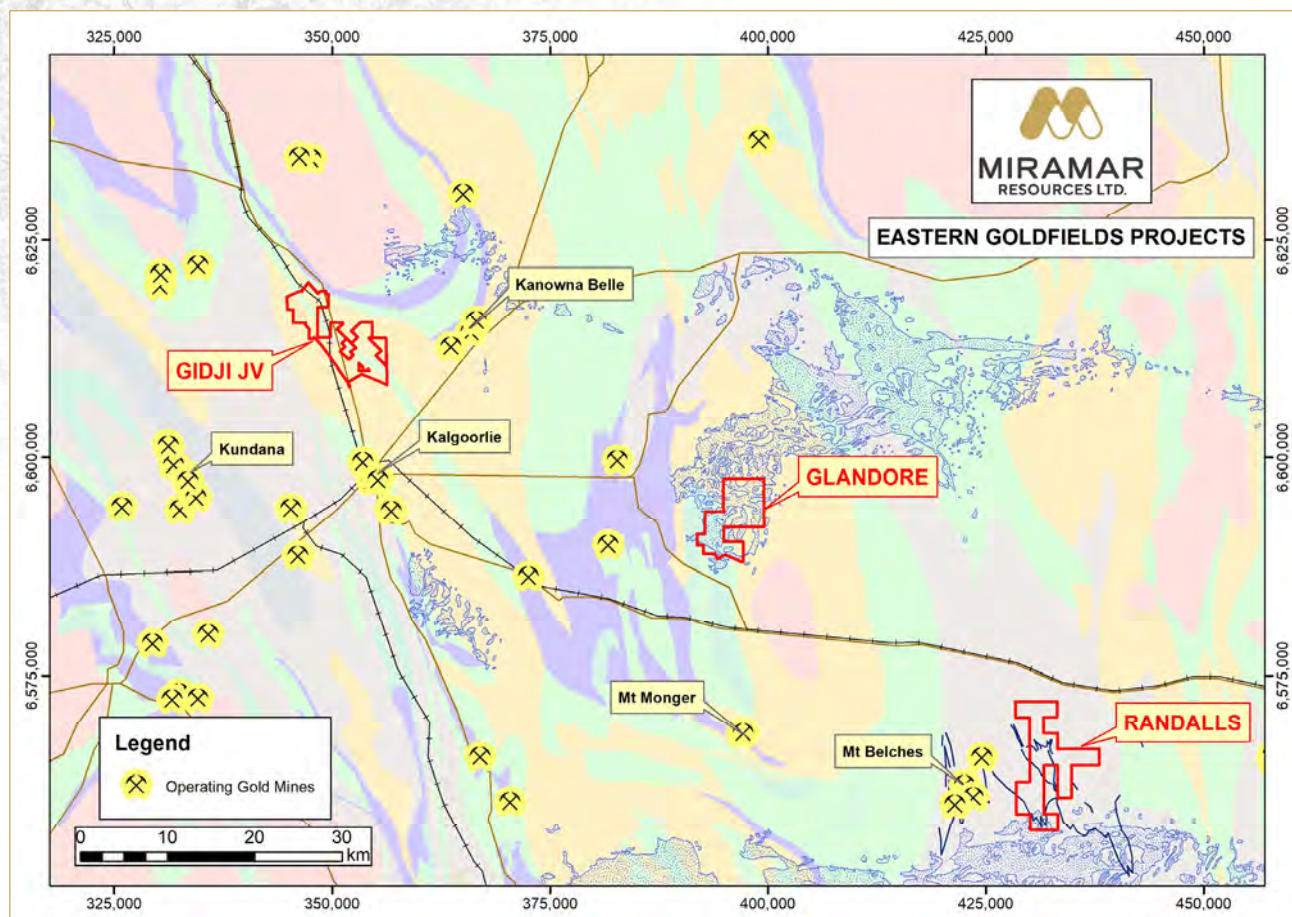 325,000
350,000
375,000
400,000
425,000
450,000
MIRAMAR
RESOURCES LTD.
EASTERN GOLDFIELDS PROJECTS
6,625,000
6,625,000
Kanowna Belle
GIDJI JV
Kalgoorlie
Kundana
6,600,000
6,600,000
GLANDORE
6,575,000
6,575,000
Mt Monger
RANDALLS
Mt Belches
Legend
Operating Gold Mines
0
10
20
30
km
325,000
350,000
375,000
400,000
425,000
450,000